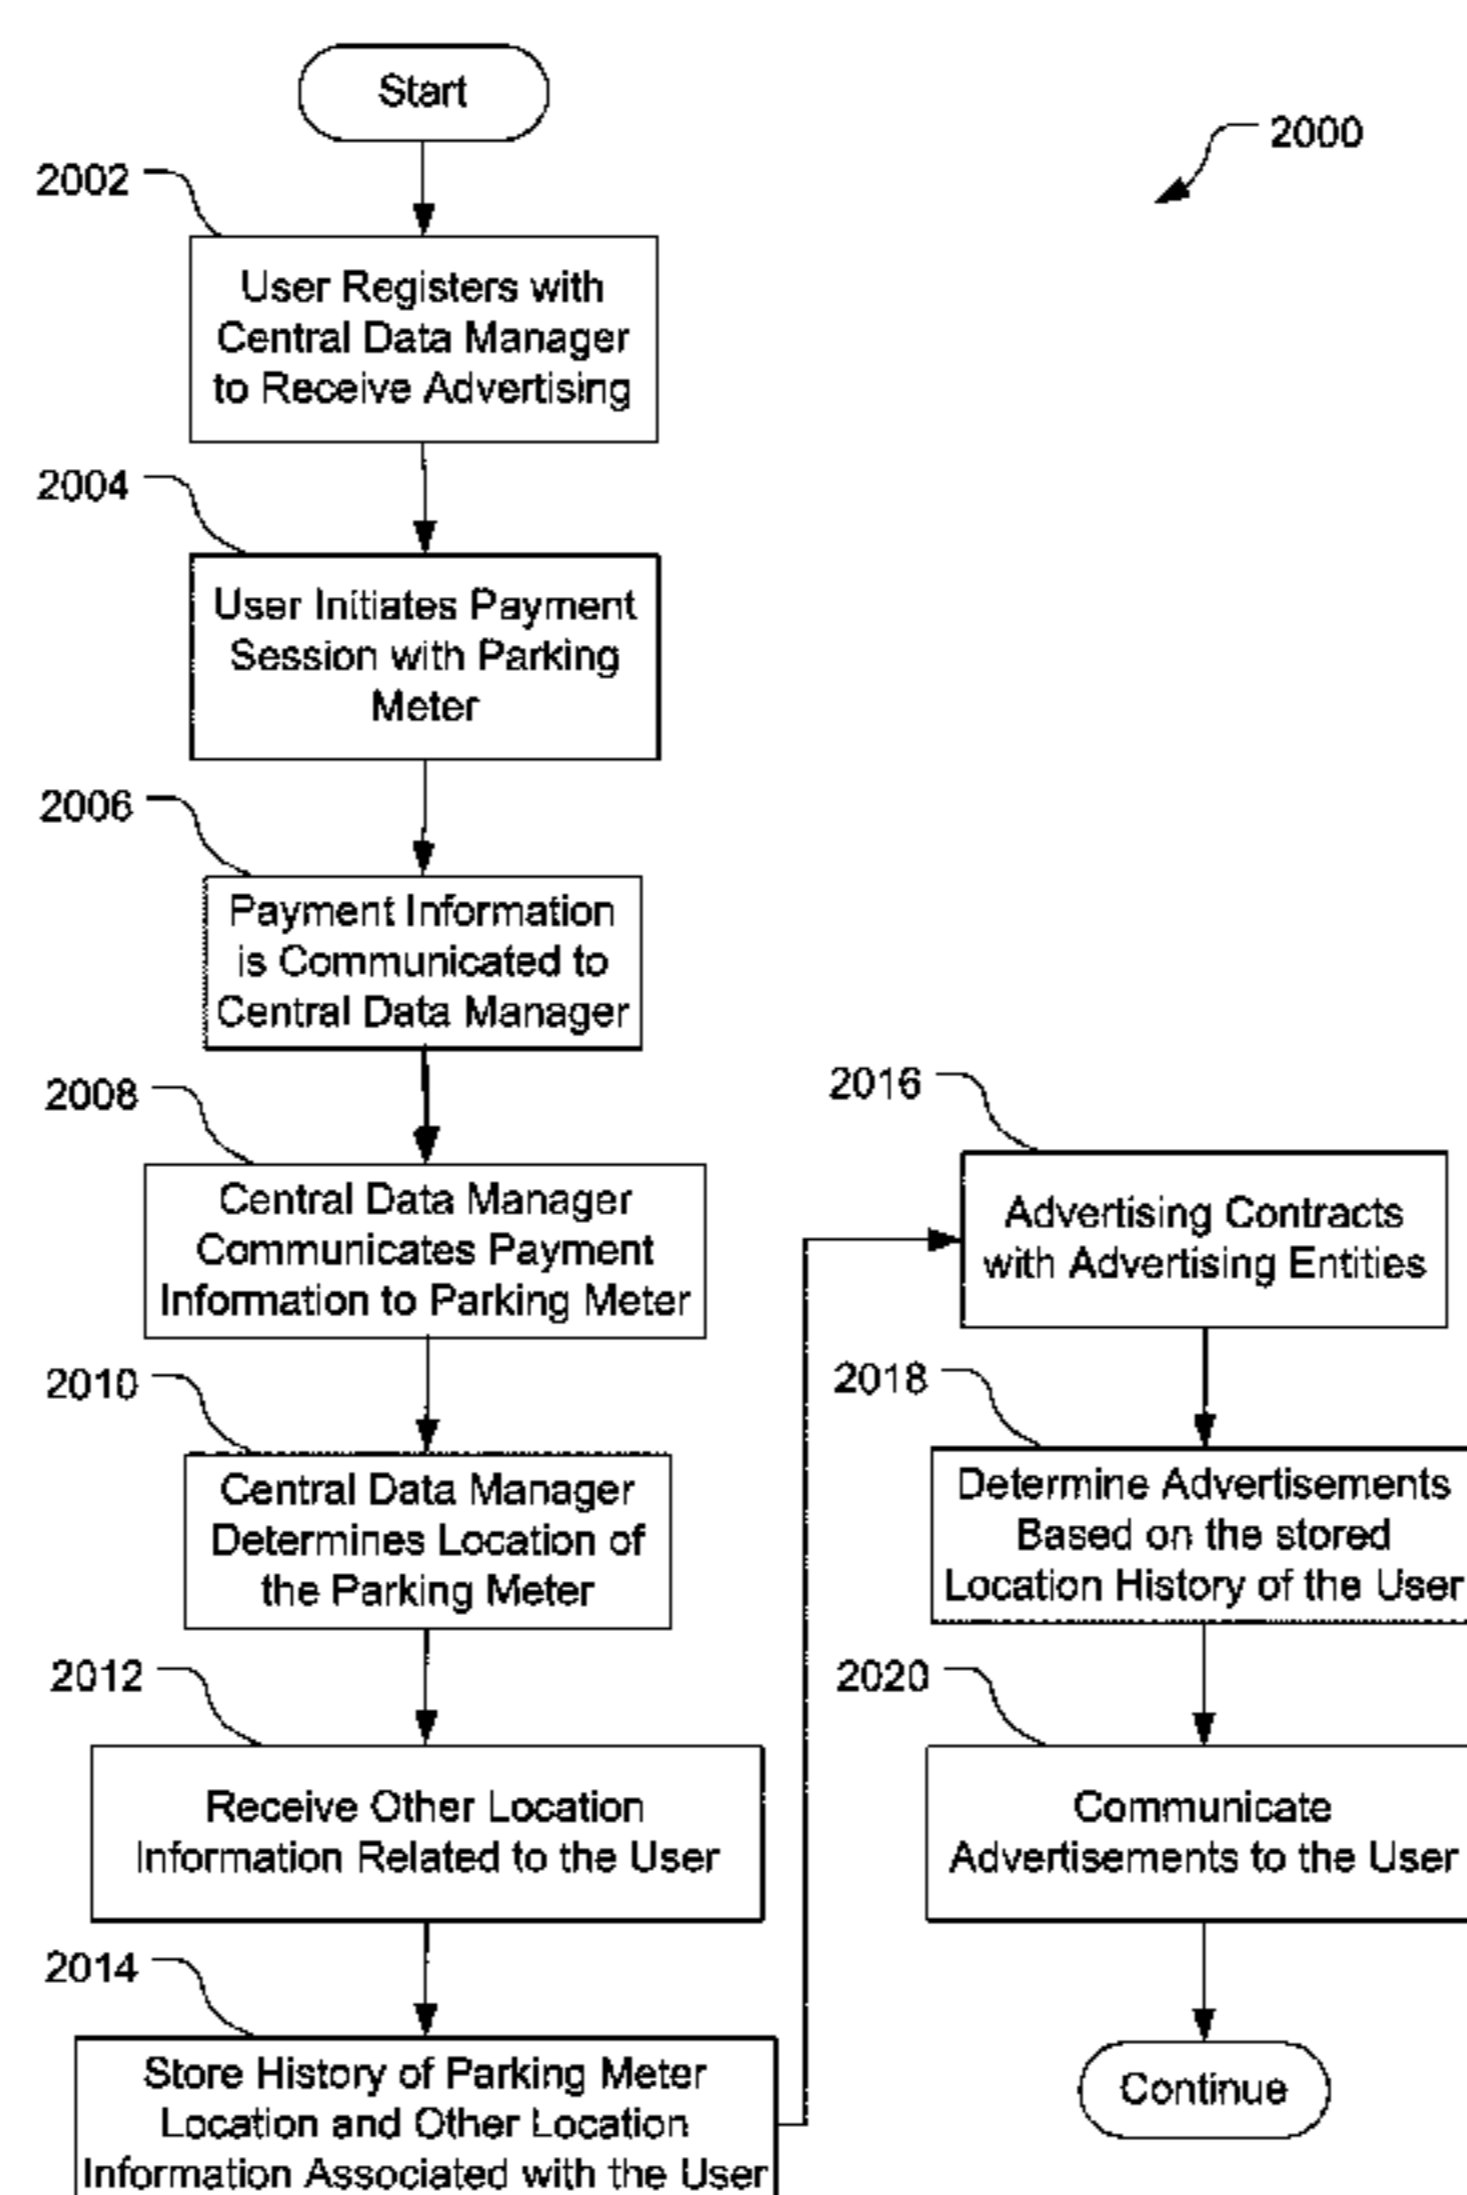 Start
2000
2002
User Registers with
Central Data Manager
to Receive Advertising
2004
User Initiates Payment
Session with Parking
Meter
2006
Payment Information
is Communicated to
Central Data Manager
2008
Central Data Manager
Communicates Payment
Information to Parking Meter
2010
Central Data Manager
Determines Location of
the Parking Meter
2012
Receive Other Location
Information Related to the User
2014
Store History of Parking Meter
Location and Other Location
Information Associated with the User
2016
Advertising Contracts
with Advertising Entities
2018
Determine Advertisements
Based on the stored
Location History of the User
2020
Communicate
Advertisements to the User
Continue